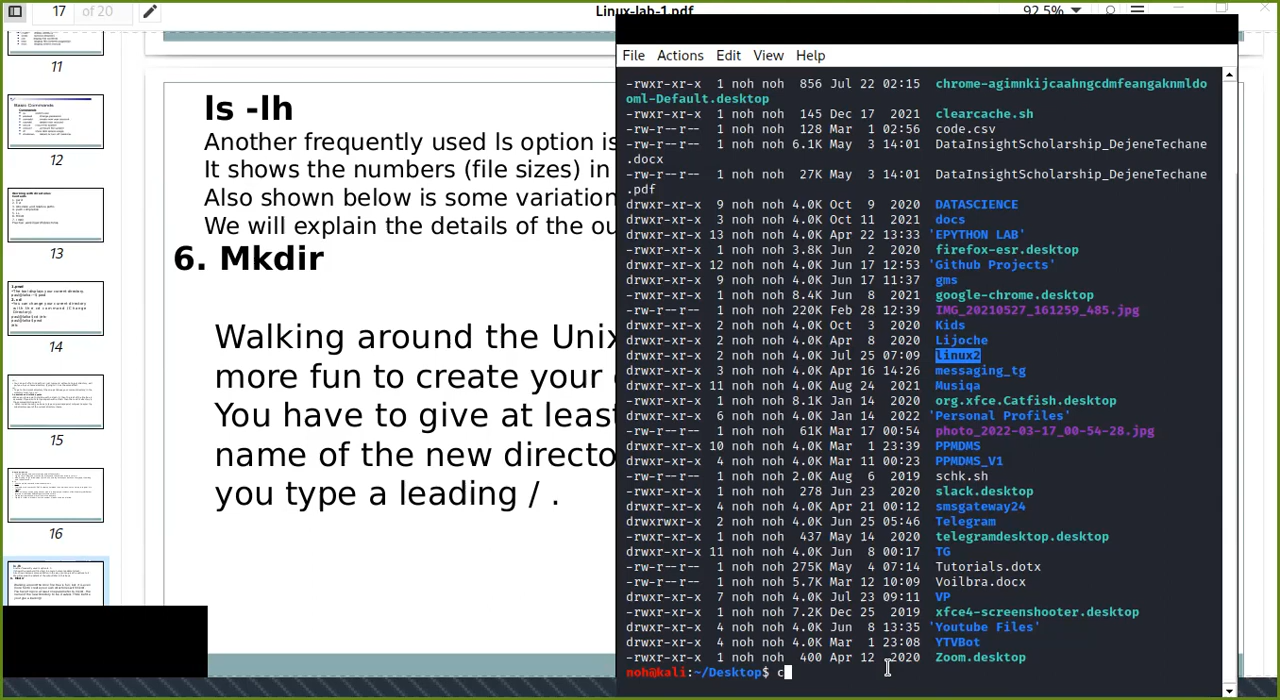 17 of 20
Linux-lab-1.pdf
92.5%
11
12
13
14
15
16
ls -lh
Another frequently used ls option is
It shows the numbers (file sizes) in
Also shown below is some variation
We will explain the details of the ou
6. Mkdir
Walking around the Unix
more fun to create your
You have to give at least
name of the new directo
you type a leading / .
File Actions Edit View Help
-rwxr-xr-x 1 noh noh 856 Jul 22 02:15 chrome-agimnkijcaahngcdmfeangaknmldo
oml-Default.desktop
-rwxr-xr-x 1 noh noh 145 Dec 17 2021 clearcache.sh
-rw-r--r-- 1 noh noh 128 Mar 1 02:56 code.csv
-rw-r--r-- 1 noh noh 6.1K May 3 14:01 DataInsightScholarship_DejeneTechane
.docx
-rw-r--r-- 1 noh noh 27K May 3 14:01 DataInsightScholarship_DejeneTechane
.pdf
drwxr-xr-x 9 noh noh 4.0K Oct 9 2020 DATASCIENCE
drwxr-xr-x 3 noh noh 4.0K Oct 11 2021 docs
drwxr-xr-x 13 noh noh 4.0K Apr 22 13:33 'EPYTHON LAB'
-rwxr-xr-x 1 noh noh 3.8K Jun 2 2020 firefox-esr.desktop
drwxr-xr-x 12 noh noh 4.0K Jun 17 12:53 'Github Projects'
drwxr-xr-x 9 noh noh 4.0K Jun 17 11:37 gms
-rwxr-xr-x 1 noh noh 8.4K Jun 8 2021 google-chrome.desktop
-rw-r--r-- 1 noh noh 220K Feb 28 12:39 IMG_20210527_161259_485.jpg
drwxr-xr-x 2 noh noh 4.0K Oct 3 2020 Kids
drwxr-xr-x 2 noh noh 4.0K Apr 8 2020 Lijoche
drwxr-xr-x 2 noh noh 4.0K Jul 25 07:09 linux2
drwxr-xr-x 3 noh noh 4.0K Apr 16 14:26 messaging_tg
drwxr-xr-x 11 noh noh 4.0K Aug 24 2021 Musiqa
-rwxr-xr-x 1 noh noh 8.1K Jan 14 2020 org.xfce.Catfish.desktop
drwxr-xr-x 6 noh noh 4.0K Jan 14 2022 'Personal Profiles'
-rw-r--r-- 1 noh noh 61K Mar 17 00:54 photo_2022-03-17_00-54-28.jpg
drwxr-xr-x 10 noh noh 4.0K Mar 1 23:39 PPMDMS
drwxr-xr-x 4 noh noh 4.0K Mar 11 00:23 PPMDMS_V1
-rw-r--r-- 1 noh noh 2.0K Aug 6 2019 schk.sh
-rwxr-xr-x 1 noh noh 278 Jun 23 2020 slack.desktop
drwxr-xr-x 4 noh noh 4.0K Apr 21 00:12 smsgateway24
drwxrwxr-x 2 noh noh 4.0K Jun 25 05:46 Telegram
-rwxr-xr-x 1 noh noh 437 May 14 2020 telegramdesktop.desktop
drwxr-xr-x 11 noh noh 4.0K Jun 8 00:17 TG
-rw-r--r-- 1 noh noh 275K May 4 07:14 Tutorials.dotx
-rw-r--r-- 1 noh noh 5.7K Mar 12 10:09 Voilbra.docx
drwxr-xr-x 7 noh noh 4.0K Jul 23 09:11 VP
-rwxr-xr-x 1 noh noh 7.2K Dec 25 2019 xfce4-screenshooter.desktop
drwxr-xr-x 4 noh noh 4.0K Jun 8 13:35 'Youtube Files'
drwxr-xr-x 4 noh noh 4.0K Mar 1 23:08 YTVBot
-rwxr-xr-x 1 noh noh 400 Apr 12 2020 Zoom.desktop
noh@kali:~/Desktop$ c